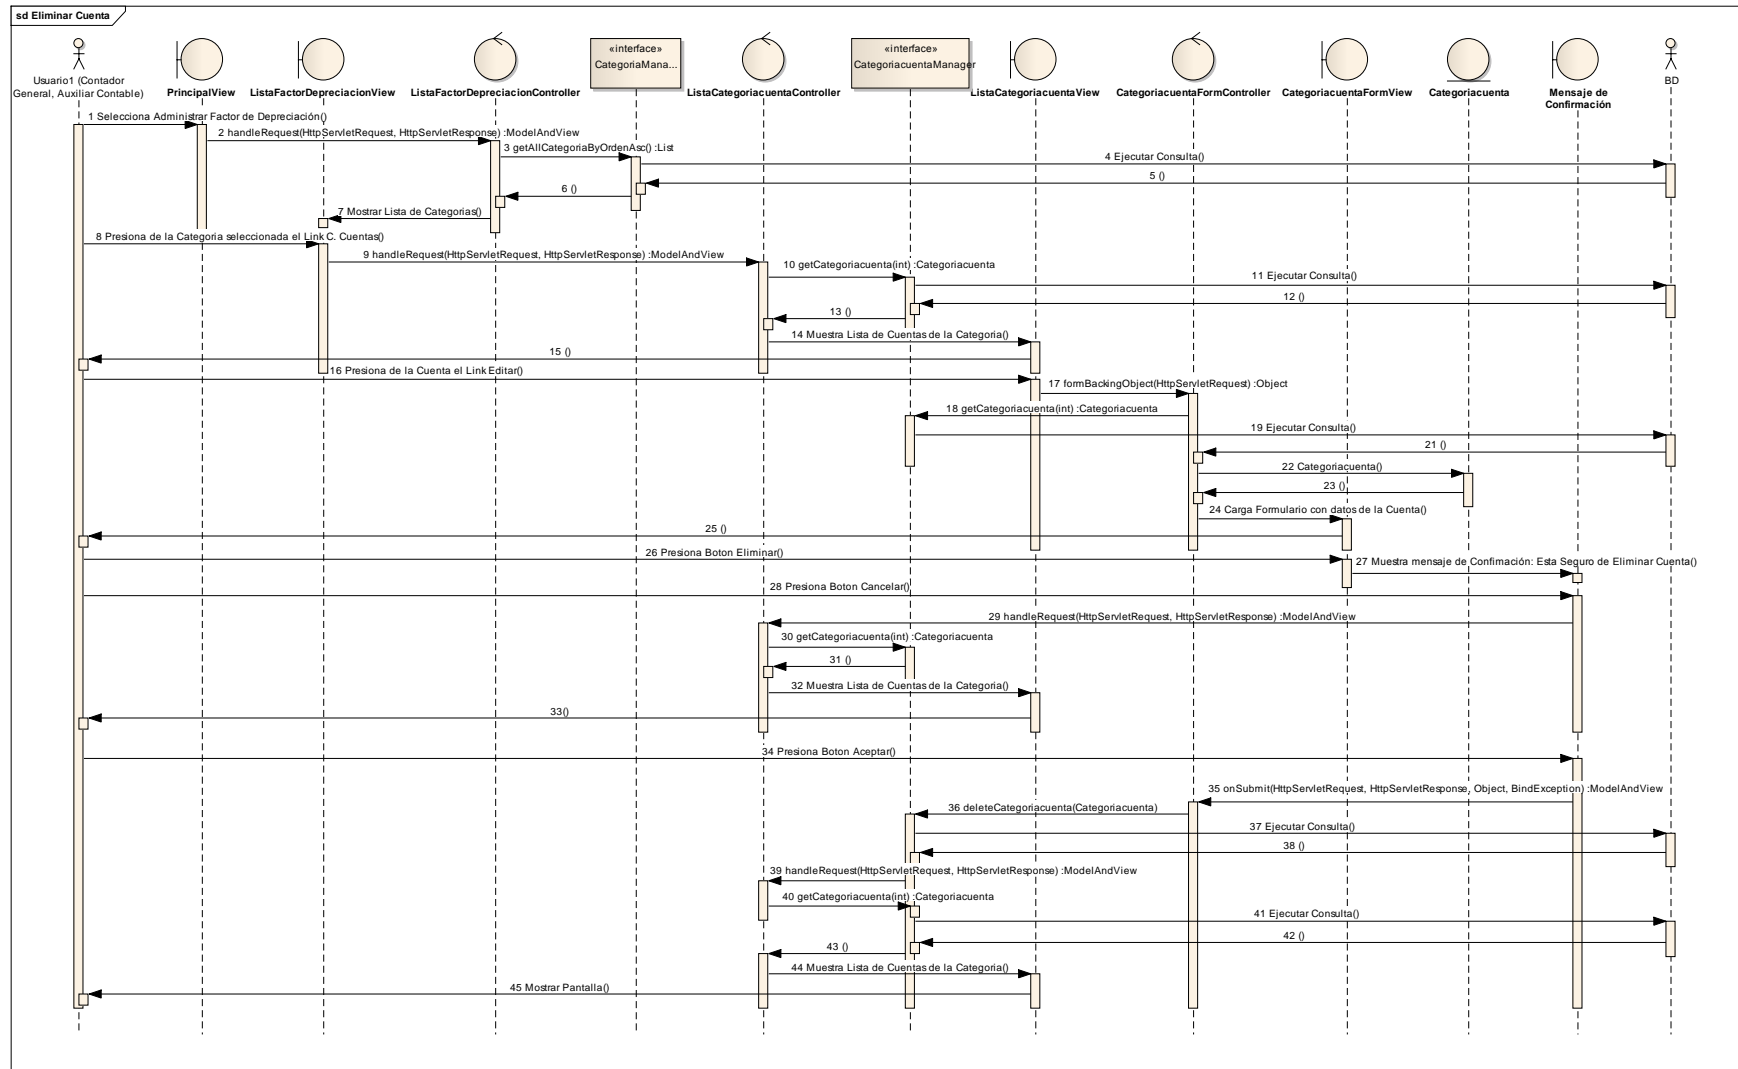 sd Eliminar Cuenta
Usuario1 (Contador
General, Auxiliar Contable)
PrincipalView
ListaFactorDepreciacionView
ListaFactorDepreciacionController
«interface»
CategoriaMana...
ListaCategoriacuentaController
«interface»
CategoriacuentaManager
ListaCategoriacuentaView
CategoriacuentaFormController
CategoriacuentaFormView
Categoriacuenta
Mensaje de
Confirmación
BD
1 Selecciona Administrar Factor de Depreciación()
2 handleRequest(HttpServletRequest, HttpServletResponse) :ModelAndView
3 getAllCategoriaByOrdenAsc() :List
4 Ejecutar Consulta()
5 ()
6 ()
7 Mostrar Lista de Categorias()
8 Presiona de la Categoria seleccionada el Link C. Cuentas()
9 handleRequest(HttpServletRequest, HttpServletResponse) :ModelAndView
10 getCategoriacuenta(int) :Categoriacuenta
11 Ejecutar Consulta()
12 ()
13 ()
14 Muestra Lista de Cuentas de la Categoria()
15 ()
16 Presiona de la Cuenta el Link Editar()
17 formBackingObject(HttpServletRequest) :Object
18 getCategoriacuenta(int) :Categoriacuenta
19 Ejecutar Consulta()
21 ()
22 Categoriacuenta()
23 ()
24 Carga Formulario con datos de la Cuenta()
25 ()
26 Presiona Boton Eliminar()
27 Muestra mensaje de Confimación: Esta Seguro de Eliminar Cuenta()
28 Presiona Boton Cancelar()
29 handleRequest(HttpServletRequest, HttpServletResponse) :ModelAndView
30 getCategoriacuenta(int) :Categoriacuenta
31 ()
32 Muestra Lista de Cuentas de la Categoria()
33()
34 Presiona Boton Aceptar()
35 onSubmit(HttpServletRequest, HttpServletResponse, Object, BindException) :ModelAndView
36 deleteCategoriacuenta(Categoriacuenta)
37 Ejecutar Consulta()
38 ()
39 handleRequest(HttpServletRequest, HttpServletResponse) :ModelAndView
40 getCategoriacuenta(int) :Categoriacuenta
41 Ejecutar Consulta()
42 ()
43 ()
44 Muestra Lista de Cuentas de la Categoria()
45 Mostrar Pantalla()